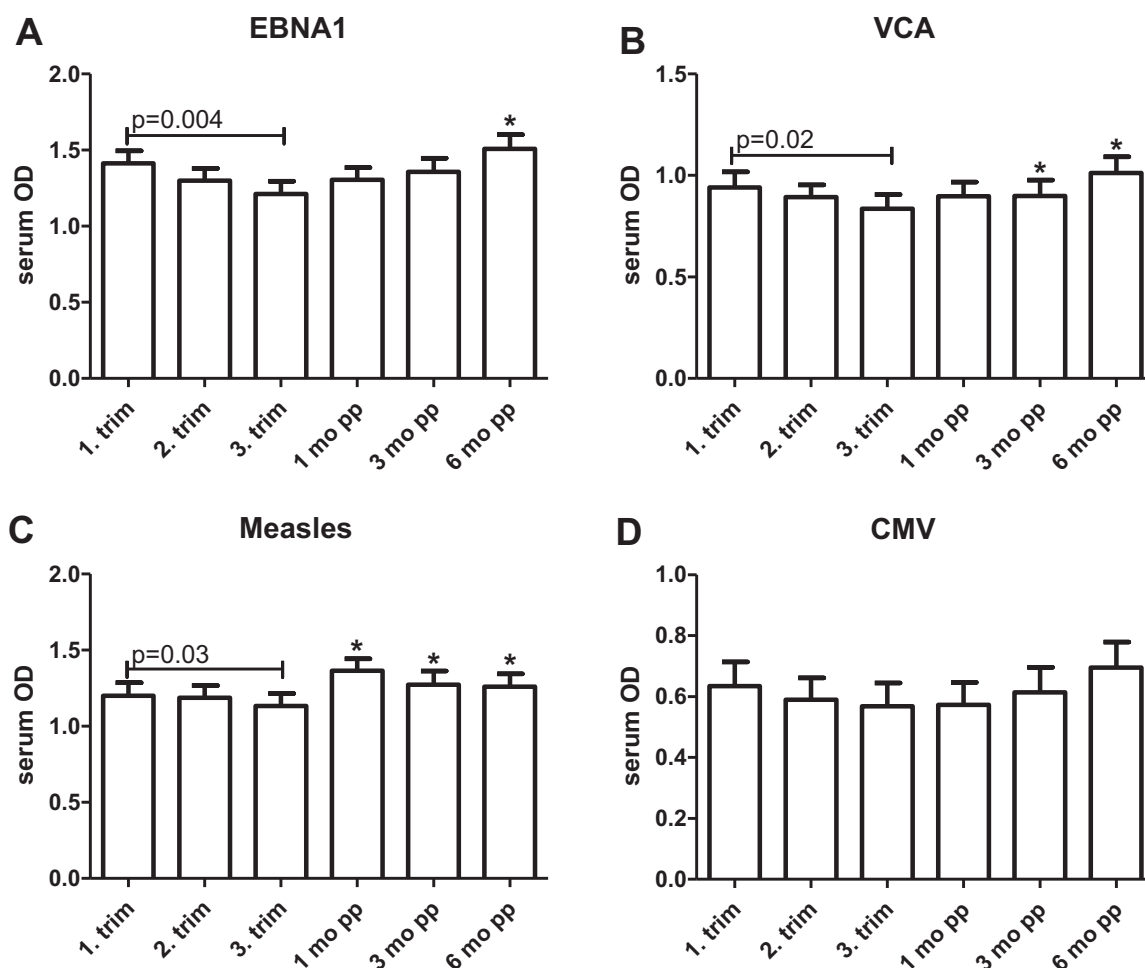 A
EBNA1
serum OD
2.0
1.5
1.0
0.5
0.0
p=0.004
*
1. trim
2. trim
3. trim
1 mo pp
3 mo pp
6 mo pp
B
VCA
serum OD
1.5
1.0
0.5
0.0
p=0.02
*
*
1. trim
2. trim
3. trim
1 mo pp
3 mo pp
6 mo pp
C
Measles
serum OD
2.0
1.5
1.0
0.5
0.0
p=0.03
*
*
*
1. trim
2. trim
3. trim
1 mo pp
3 mo pp
6 mo pp
D
CMV
serum OD
1.0
0.8
0.6
0.4
0.2
0.0
1. trim
2. trim
3. trim
1 mo pp
3 mo pp
6 mo pp